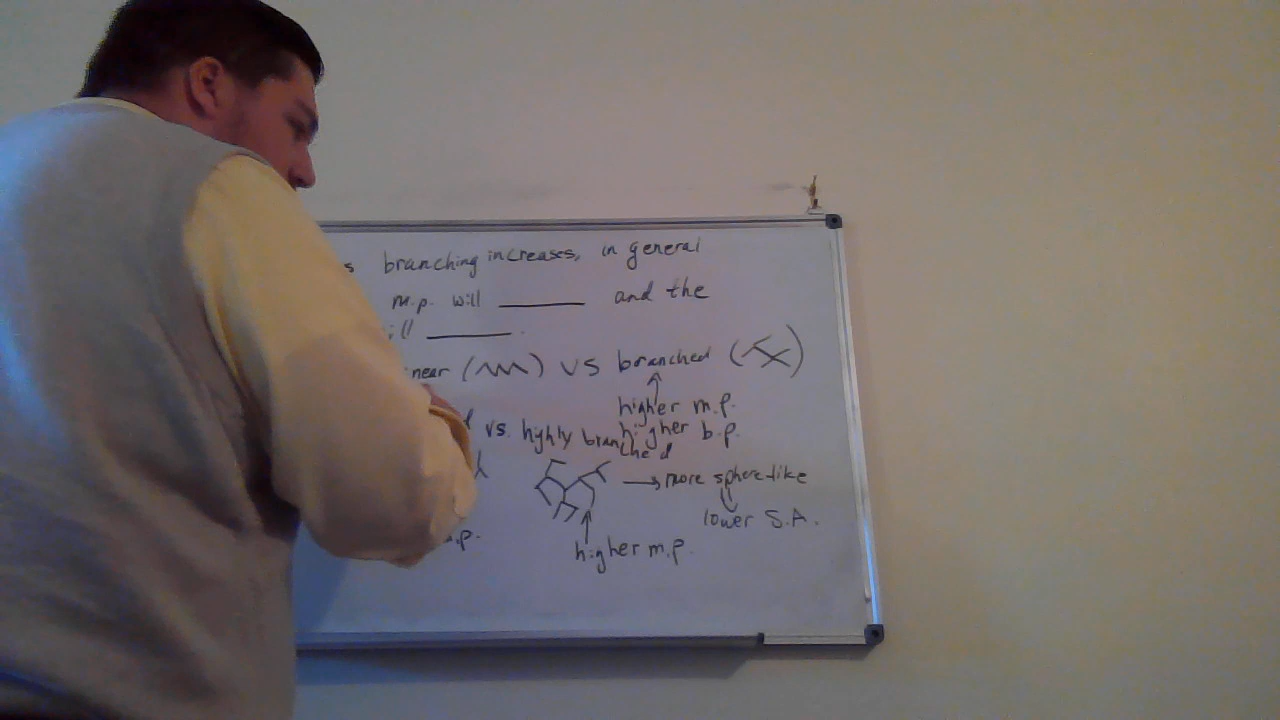 s branching increases, in general
m.p. will ______ and the
ill ______.
near ( ) VS branched ( )
higher m.p.
higher b.p.
vs. highly branched
→ more sphere-like
lower S.A.
.p.
higher m.p.